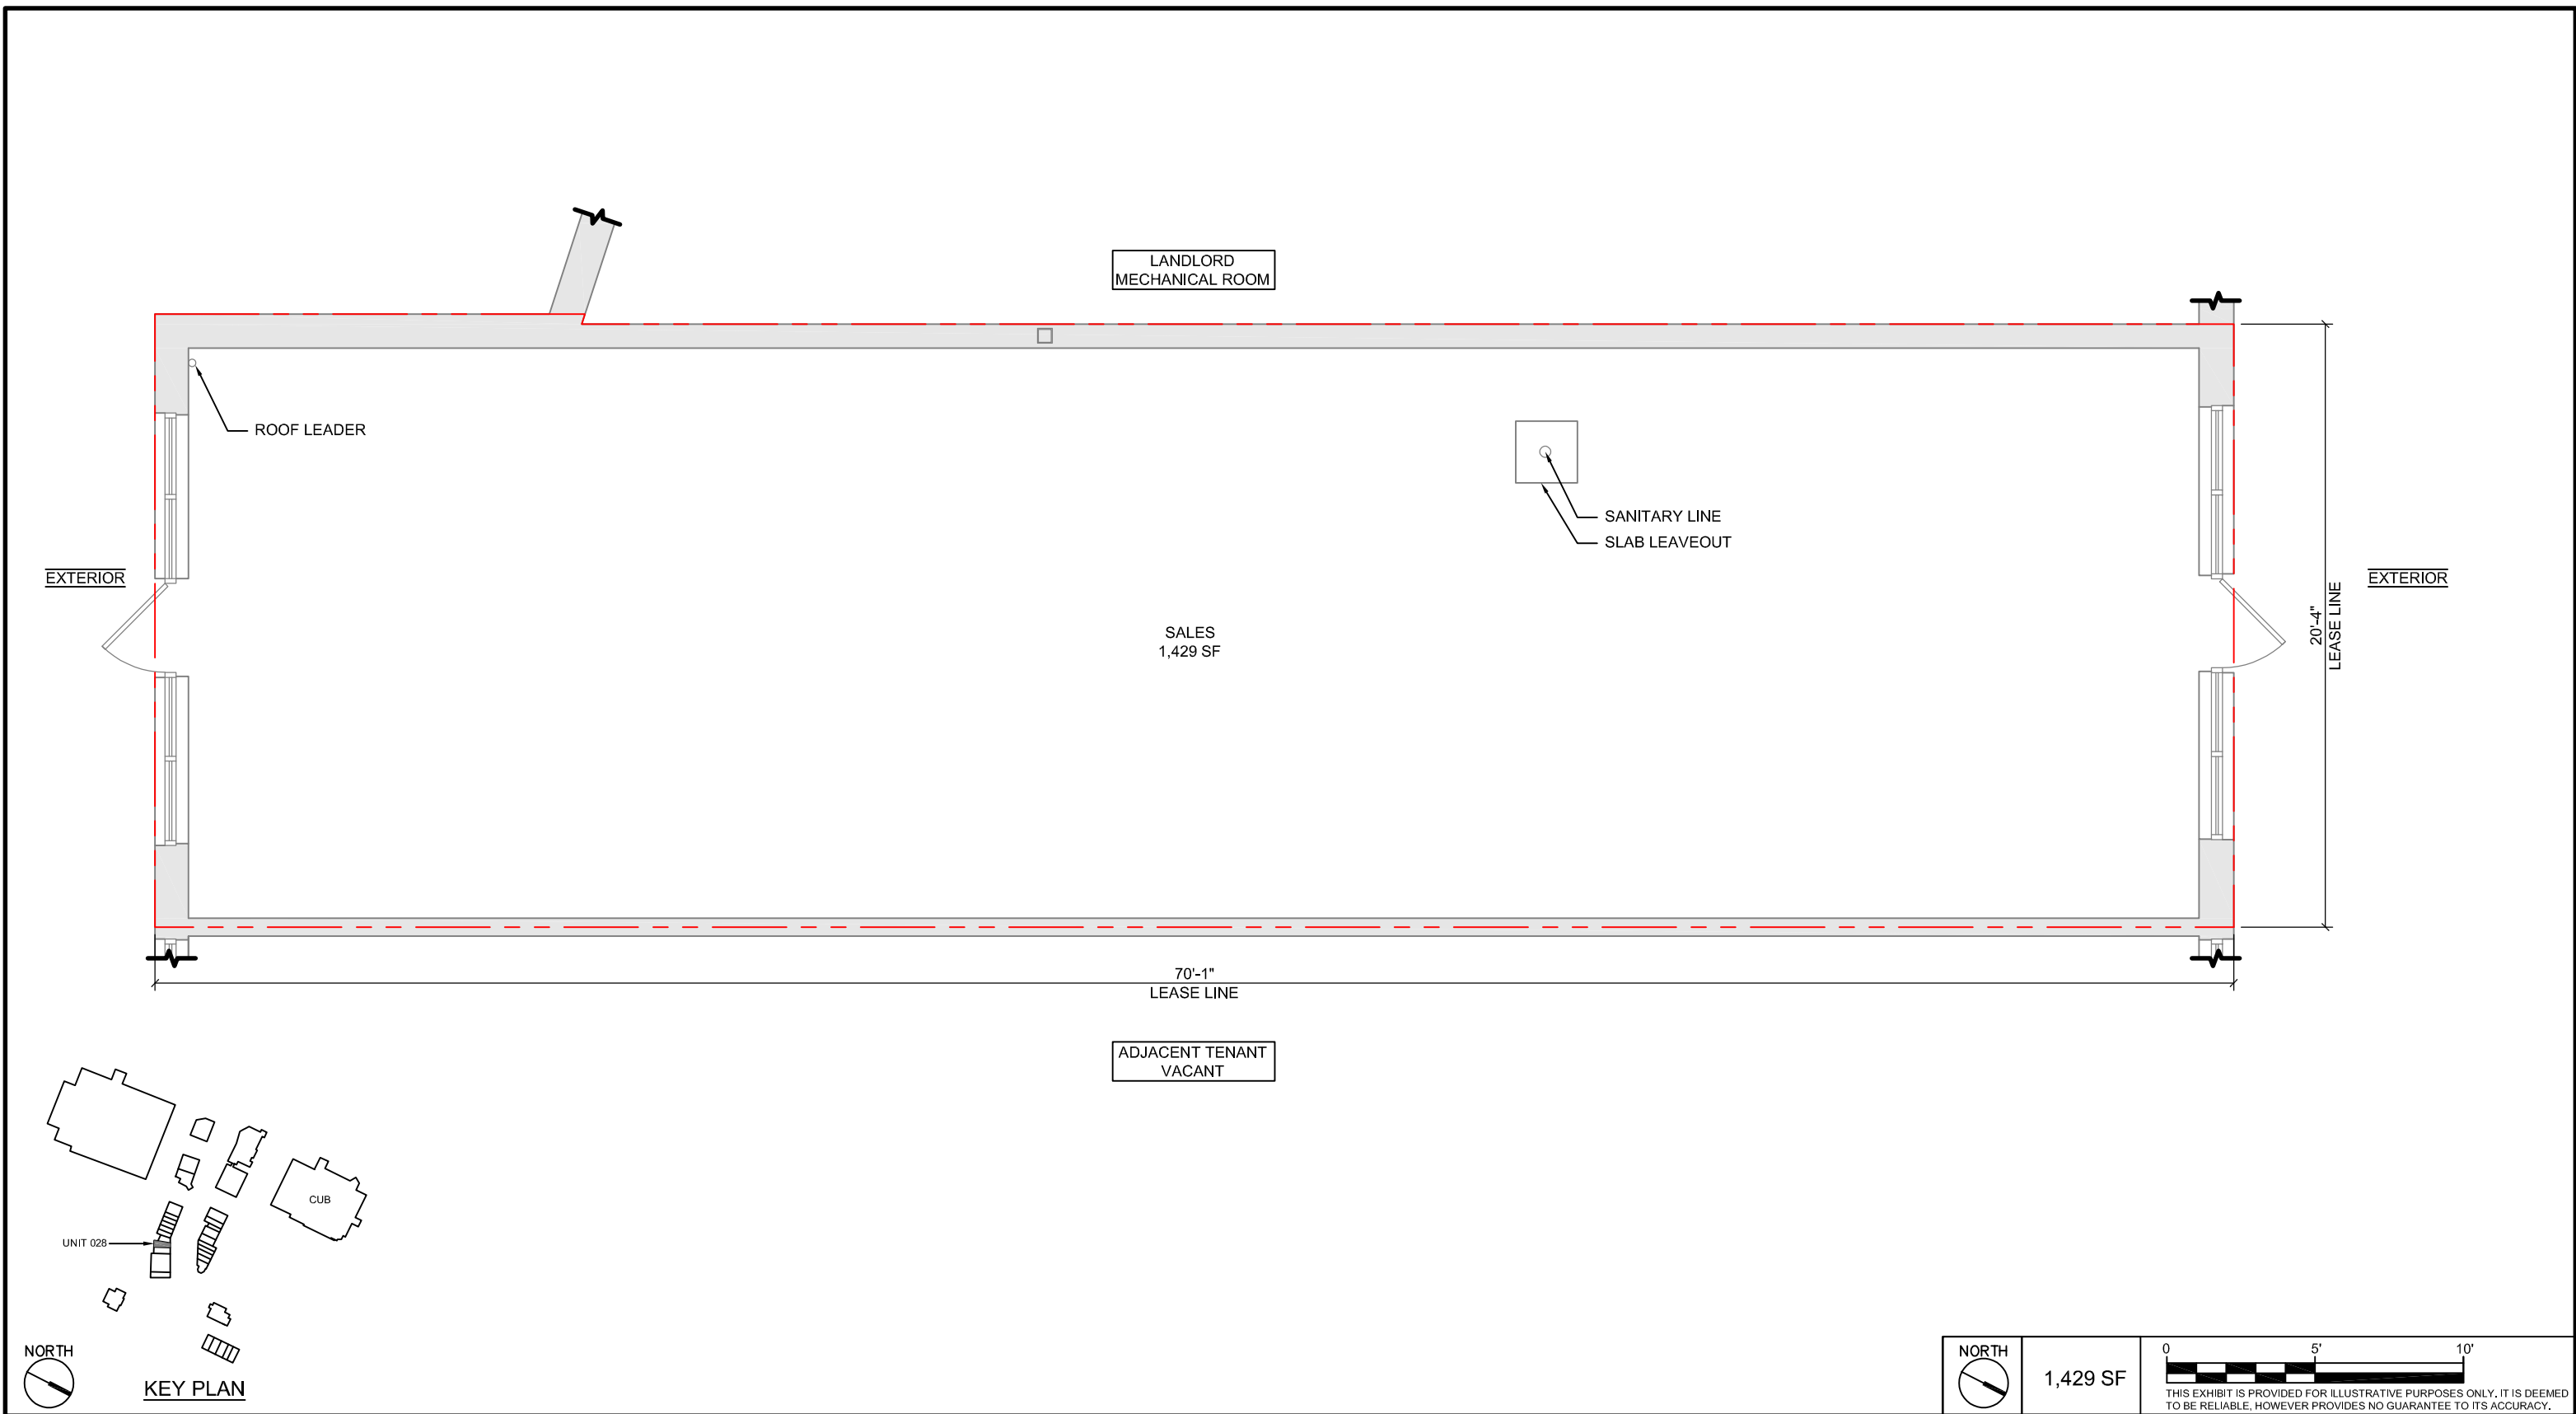 LANDLORD
MECHANICAL ROOM
ROOF LEADER
SANITARY LINE
SLAB LEAVEOUT
EXTERIOR
EXTERIOR
SALES
1,429 SF
20'-4"
LEASE LINE
70'-1"
LEASE LINE
ADJACENT TENANT
VACANT
CUB
UNIT 028
NORTH
KEY PLAN
NORTH
1,429 SF
0 5' 10'
THIS EXHIBIT IS PROVIDED FOR ILLUSTRATIVE PURPOSES ONLY. IT IS DEEMED
TO BE RELIABLE, HOWEVER PROVIDES NO GUARANTEE TO ITS ACCURACY.